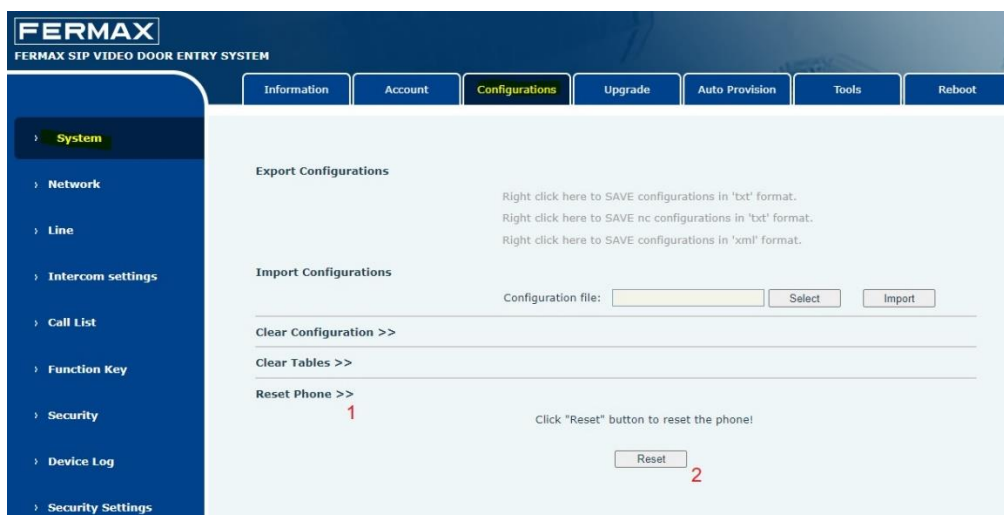 FERMAX
FERMAX SIP VIDEO DOOR ENTRY SYSTEM
Information Account Configurations Upgrade Auto Provision Tools Reboot
› System
› Network
› Line
› Intercom settings
› Call List
› Function Key
› Security
› Device Log
› Security Settings
Export Configurations
Right click here to SAVE configurations in 'txt' format.
Right click here to SAVE nc configurations in 'txt' format.
Right click here to SAVE configurations in 'xml' format.
Import Configurations
Configuration file: Select Import
Clear Configuration >>
Clear Tables >>
Reset Phone >>
1
Click "Reset" button to reset the phone!
Reset
2